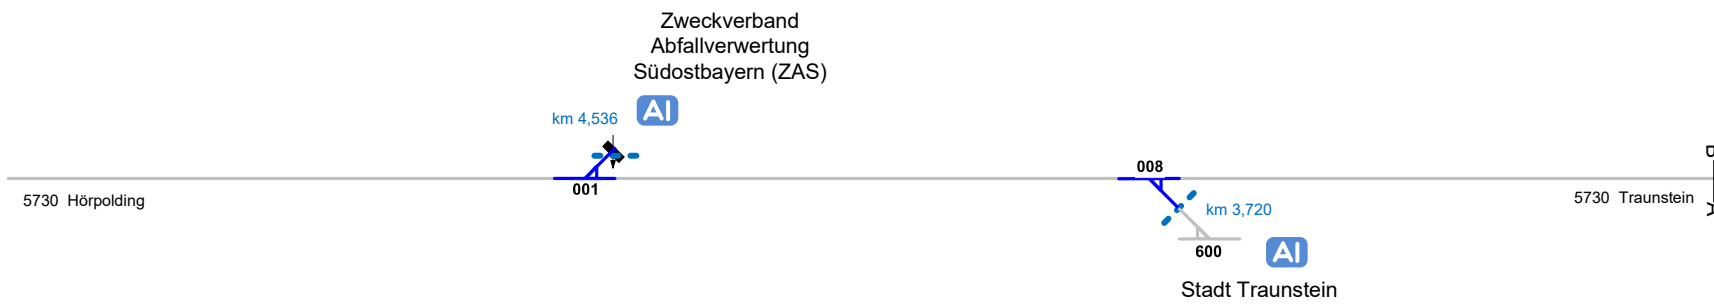 Zweckverband
Abfallverwertung
Südostbayern (ZAS)
AI
km 4,536
001
008
5730 Hörpolding
5730 Traunstein
km 3,720
600
AI
Stadt Traunstein
A